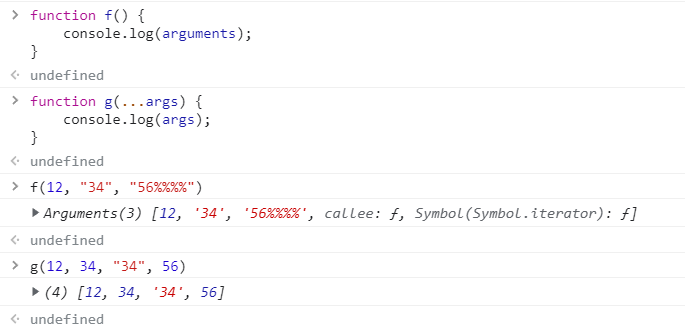 > function f() {
console.log(arguments);
}
<· undefined
> function g(...args) {
console.log(args);
}
<· undefined
> f(12, "34", "56%%%%")
▶ Arguments(3) [12, '34', '56%%%%', callee: ƒ, Symbol(Symbol.iterator): ƒ]
<· undefined
> g(12, 34, "34", 56)
▶ (4) [12, 34, '34', 56]
<· undefined